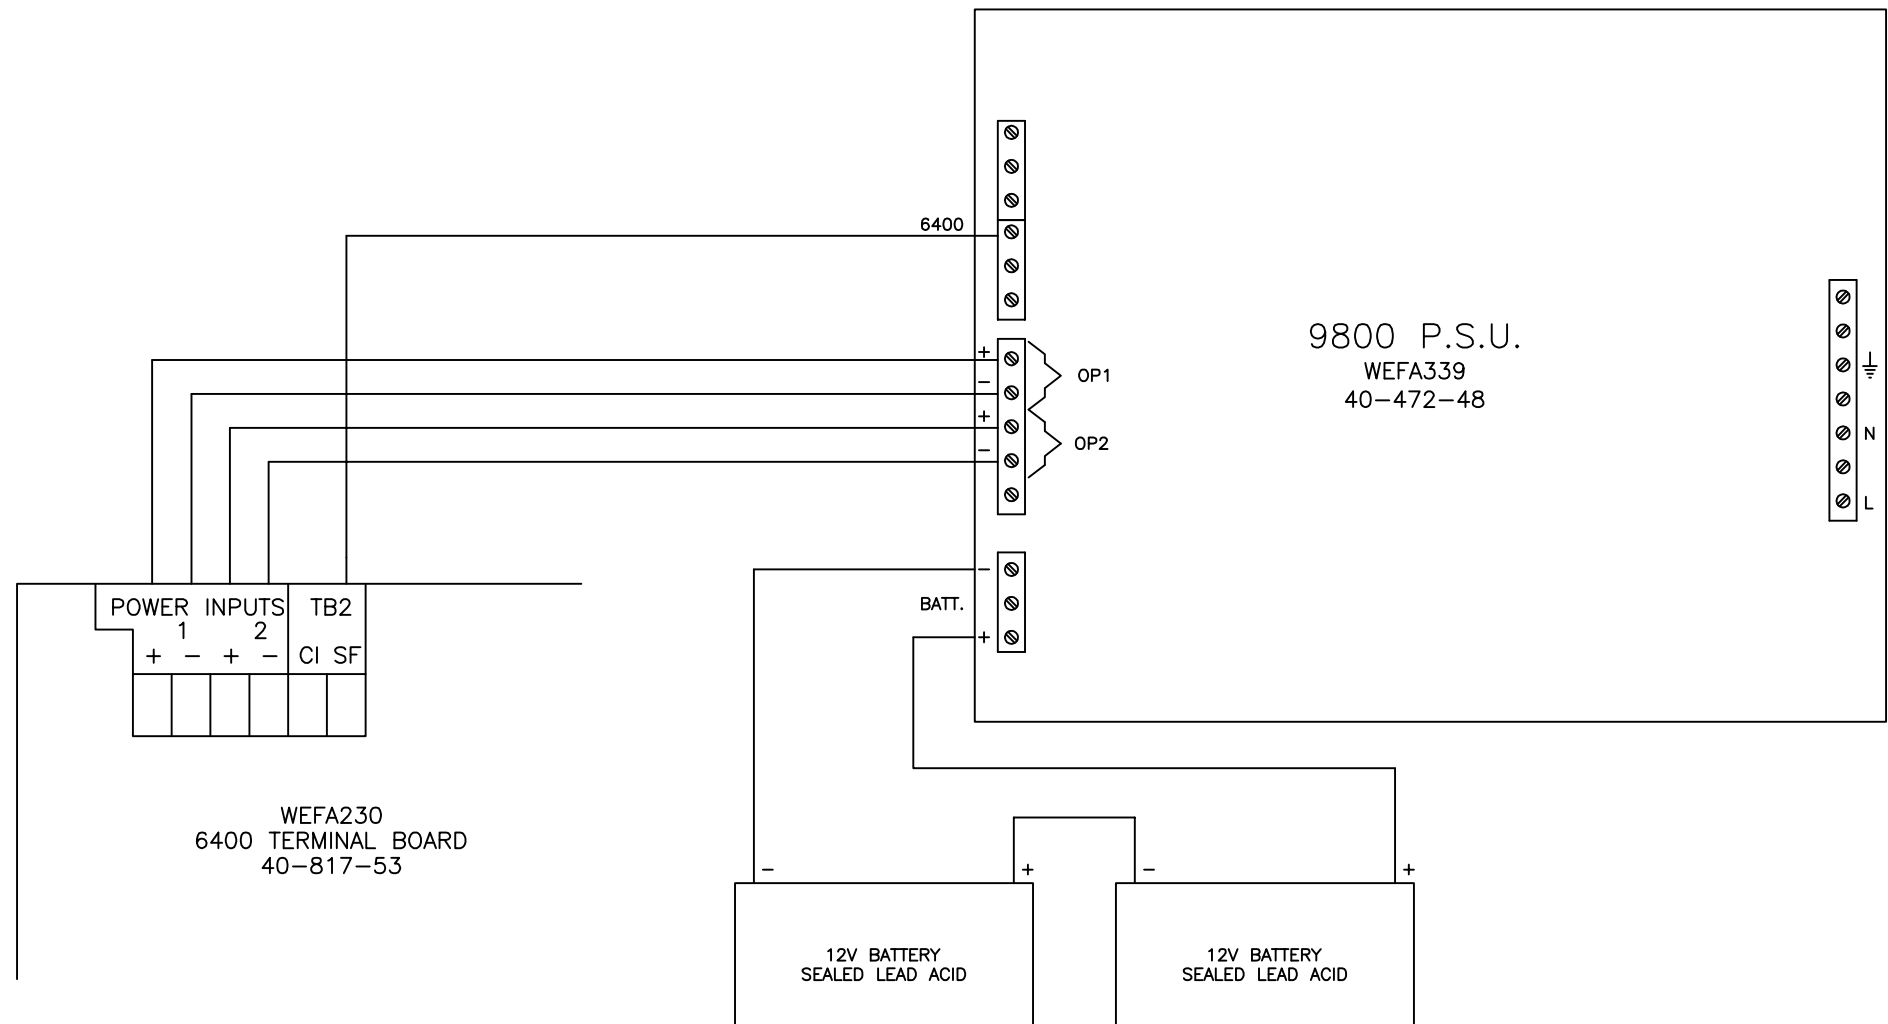 6400
+
9800 P.S.U.
WEFA339
40-472-48
OP1
-
+
OP2
-
N
L
-
BATT.
+
POWER INPUTS TB2
1 2
+ - + - CI SF
WEFA230
6400 TERMINAL BOARD
40-817-53
- + - +
12V BATTERY
SEALED LEAD ACID
12V BATTERY
SEALED LEAD ACID